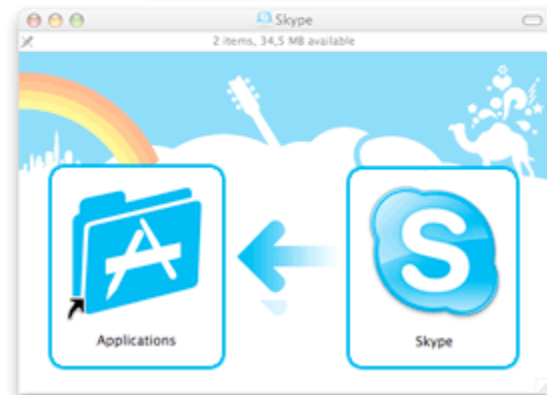 Skype
2 items, 34,5 MB available
S
Applications
Skype